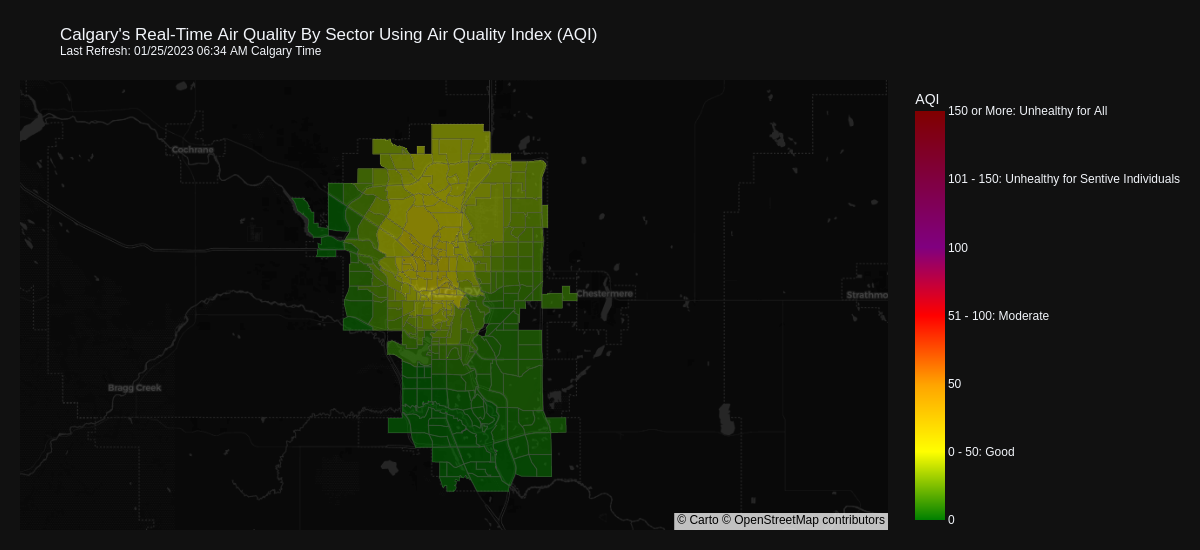 Calgary's Real-Time Air Quality By Sector Using Air Quality Index (AQI)
Last Refresh: 01/25/2023 06:34 AM Calgary Time
AQI
150 or More: Unhealthy for All
101 - 150: Unhealthy for Sentive Individuals
100
51 - 100: Moderate
50
0 - 50: Good
0
Cochrane
Chestermere
Strathmo
Bragg Creek
© Carto © OpenStreetMap contributors